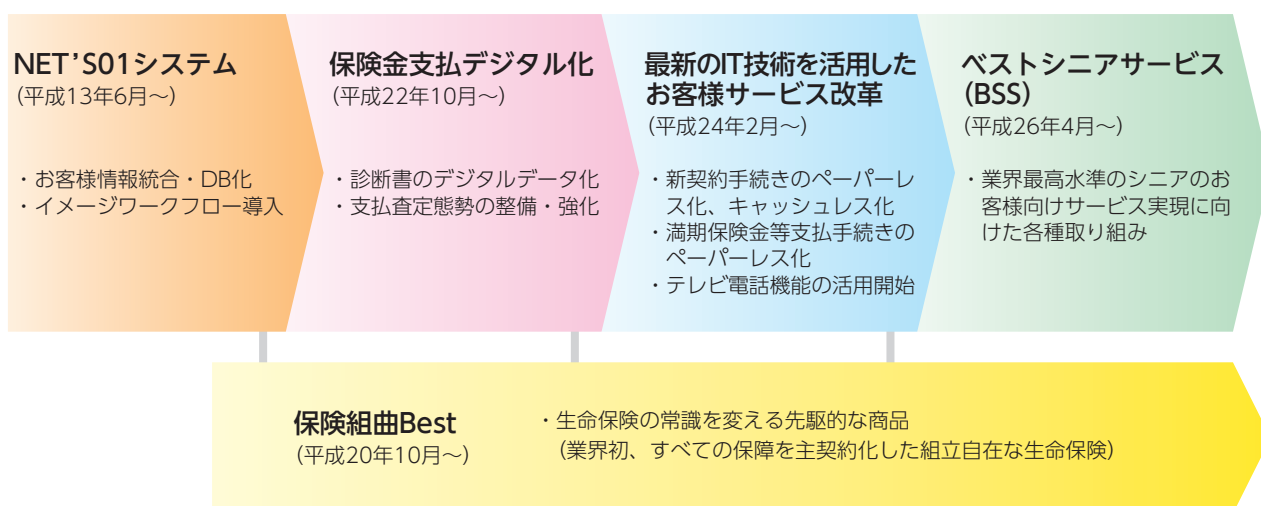 NET’S01システム
(平成13年6月〜)
・お客様情報統合・DB化
・イメージワークフロー導入
保険金支払デジタル化
(平成22年10月〜)
・診断書のデジタルデータ化
・支払査定態勢の整備・強化
最新のIT技術を活用した
お客様サービス改革
(平成24年2月〜)
・新契約手続きのペーパーレ
ス化、キャッシュレス化
・満期保険金等支払手続きの
ペーパーレス化
・テレビ電話機能の活用開始
ベストシニアサービス
(BSS)
(平成26年4月〜)
・業界最高水準のシニアのお
客様向けサービス実現に向
けた各種取り組み
保険組曲Best
(平成20年10月〜)
・生命保険の常識を変える先駆的な商品
(業界初、すべての保障を主契約化した組立自在な生命保険)